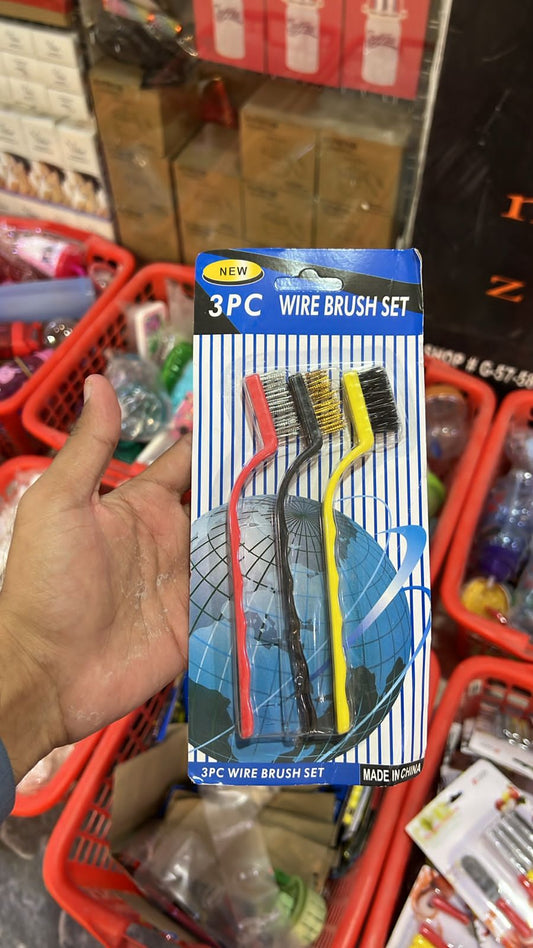 NEW
3PC WIRE BRUSH SET
3PC WIRE BRUSH SET
MADE IN CHINA
n
z
SHOP # G-57-58